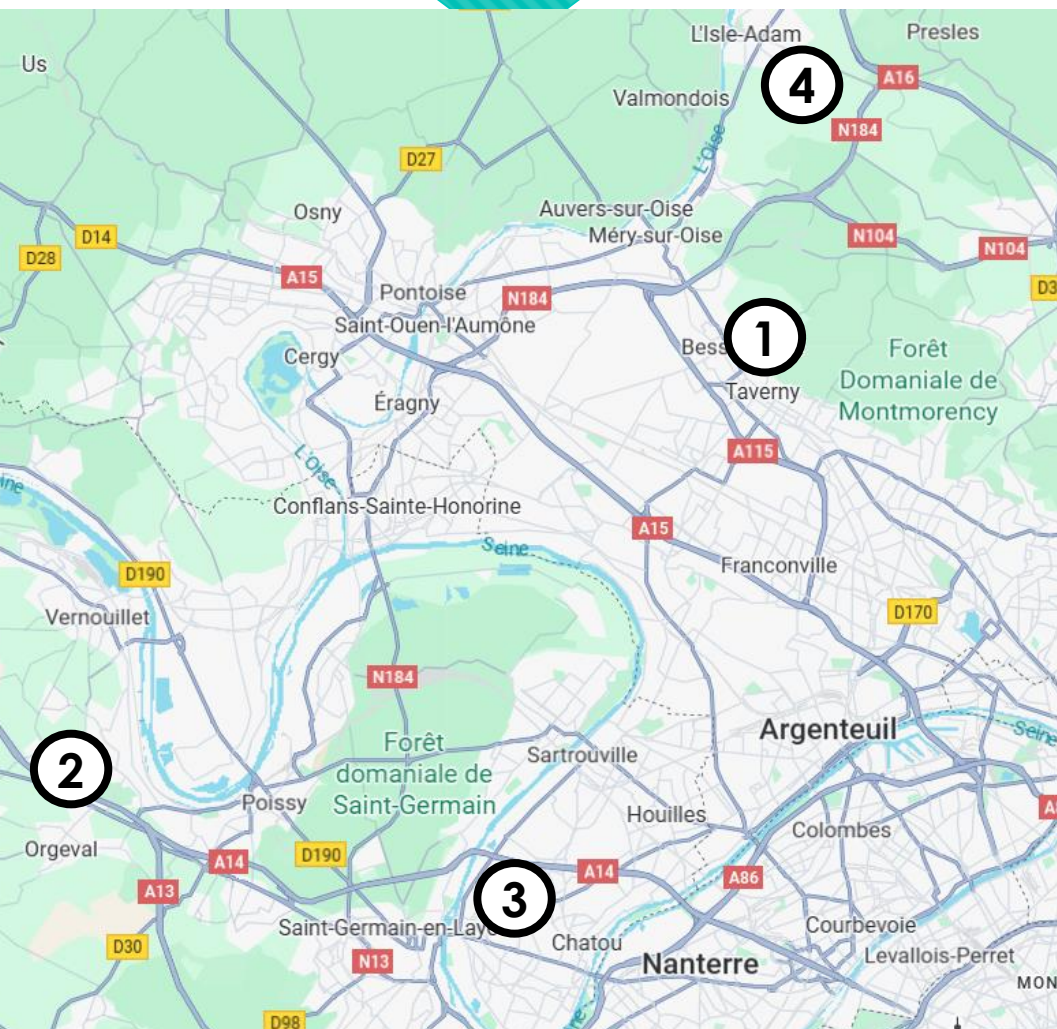 L'Isle-Adam
Presles
Us
4
A16
Valmondois
N184
L'Oise
D27
Auvers-sur-Oise
Osny
Méry-sur-Oise
D14
N104
N104
D28
A15
Pontoise
N184
Saint-Ouen-l'Aumône
1
Cergy
Forêt
Domaniale de
Montmorency
Taverny
Éragny
A115
L'Oise
Conflans-Sainte-Honorine
A15
Seine
Franconville
D190
Vernouillet
D170
N184
Argenteuil
Seine
Forêt
domaniale de
Saint-Germain
Sartrouville
2
Poissy
Houilles
Colombes
Orgeval
D190
A14
A14
A86
A13
3
Saint-Germain-en-Laye
Courbevoie
D30
Chatou
Levallois-Perret
N13
Nanterre
D98